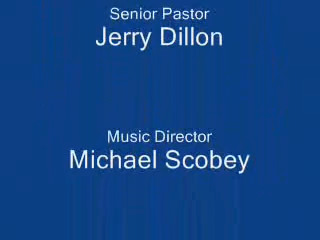 Senior Pastor
Jerry Dillon
Music Director
Michael Scobey